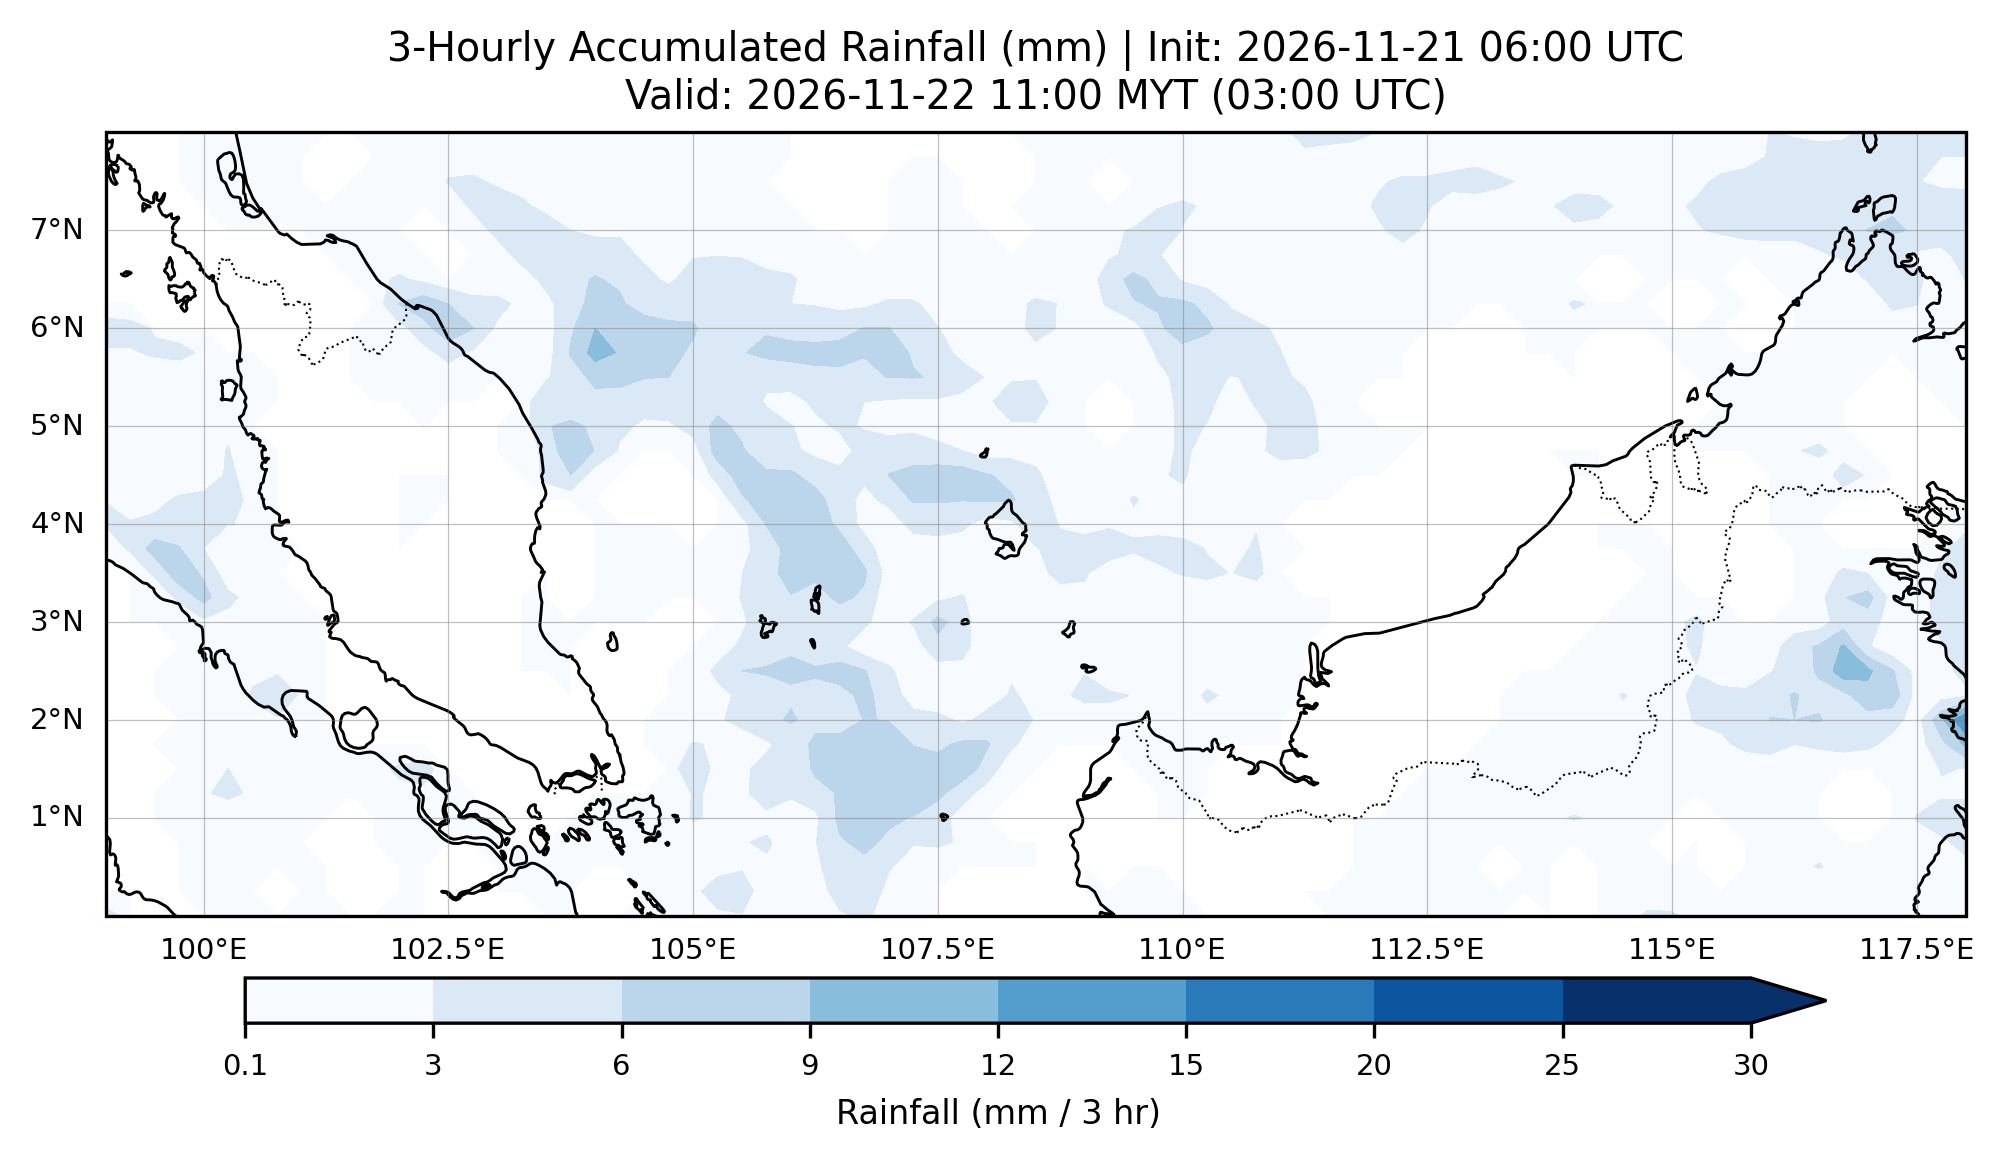 3-Hourly Accumulated Rainfall (mm) | Init: 2026-11-21 06:00 UTC
Valid: 2026-11-22 11:00 MYT (03:00 UTC)
7°N
6°N
5°N
4°N
3°N
2°N
1°N
100°E 102.5°E 105°E 107.5°E 110°E 112.5°E 115°E 117.5°E
0.1 3 6 9 12 15 20 25 30
Rainfall (mm / 3 hr)